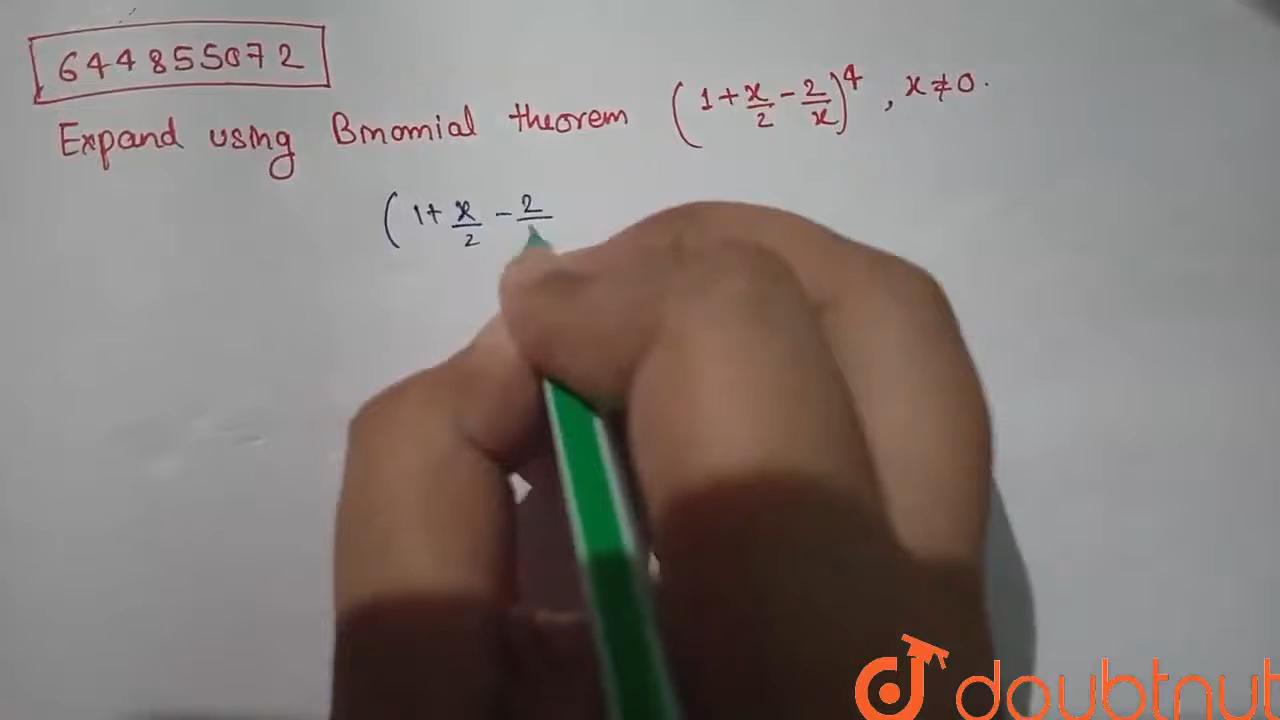 644855072
Expand using Binomial theorem (1+x/2-2/x)^4, x≠0.
(1+x/2-2/
doubtnut